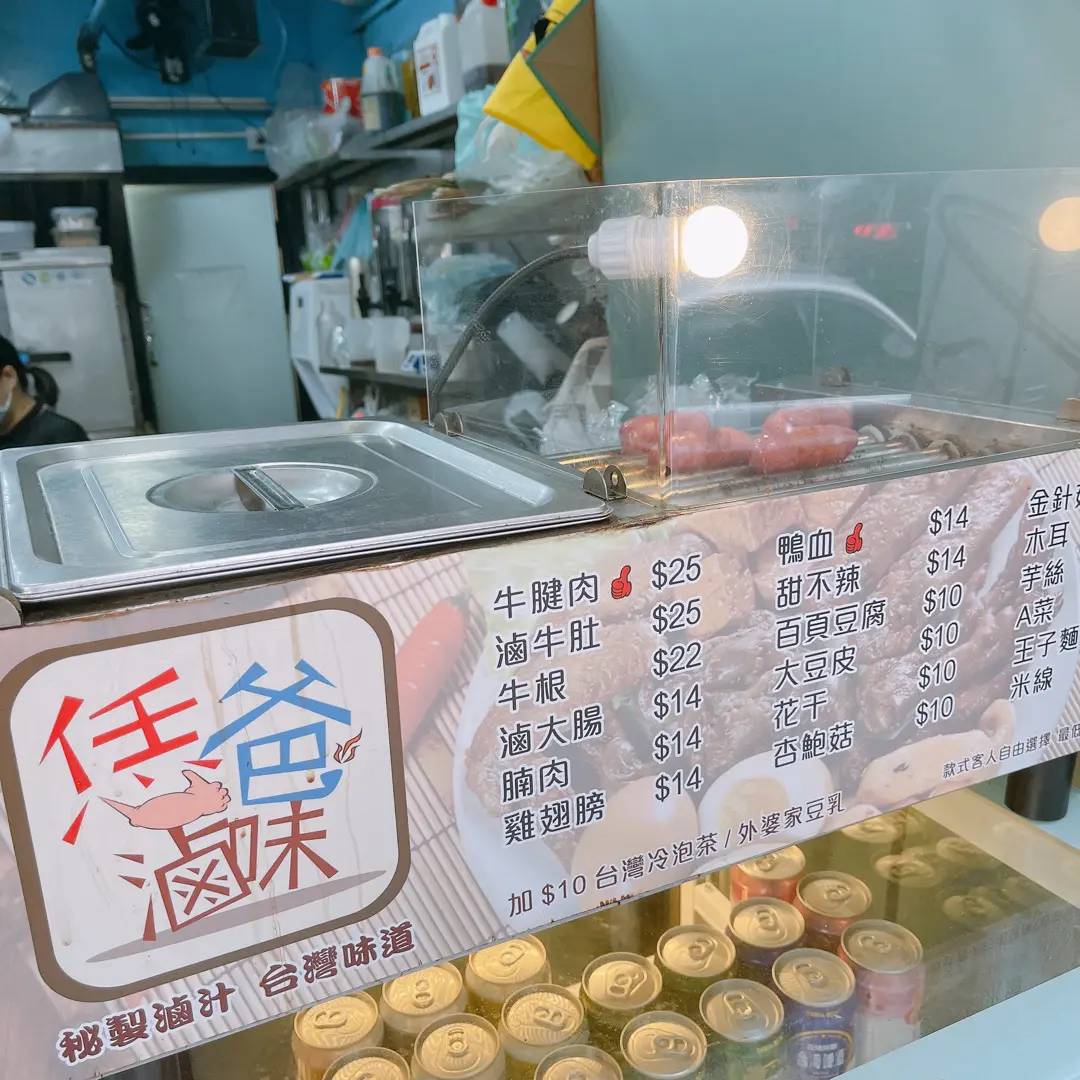 恁爸
滷味
秘製滷汁 台灣味道
牛腱肉 $25
滷牛肚 $25
牛根 $22
滷大腸 $14
腩肉 $14
雞翅膀 $14
鴨血 $14
甜不辣 $14
百頁豆腐 $10
大豆皮 $10
花干 $10
杏鮑菇 $10
金針
木耳
芋絲
A菜
王子麵
米線
款式客人自由選擇 最低
加 $10 台灣冷泡茶 / 外婆家豆乳